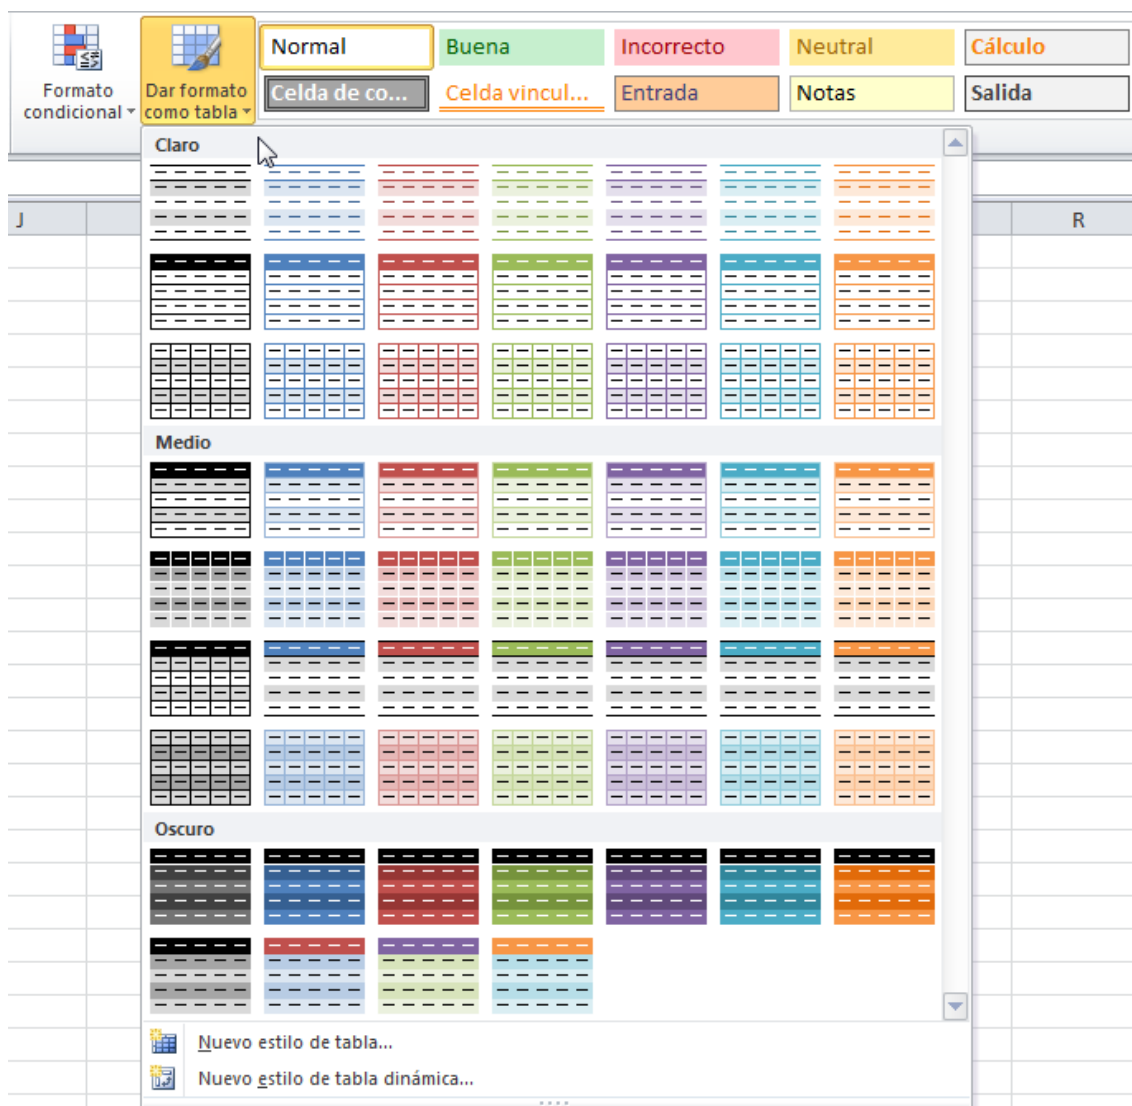 Formato
condicional
Dar formato
como tabla
Normal
Buena
Incorrecto
Neutral
Cálculo
Celda de co...
Celda vincul...
Entrada
Notas
Salida
Claro
J
R
Medio
Oscuro
Nuevo estilo de tabla...
Nuevo estilo de tabla dinámica...